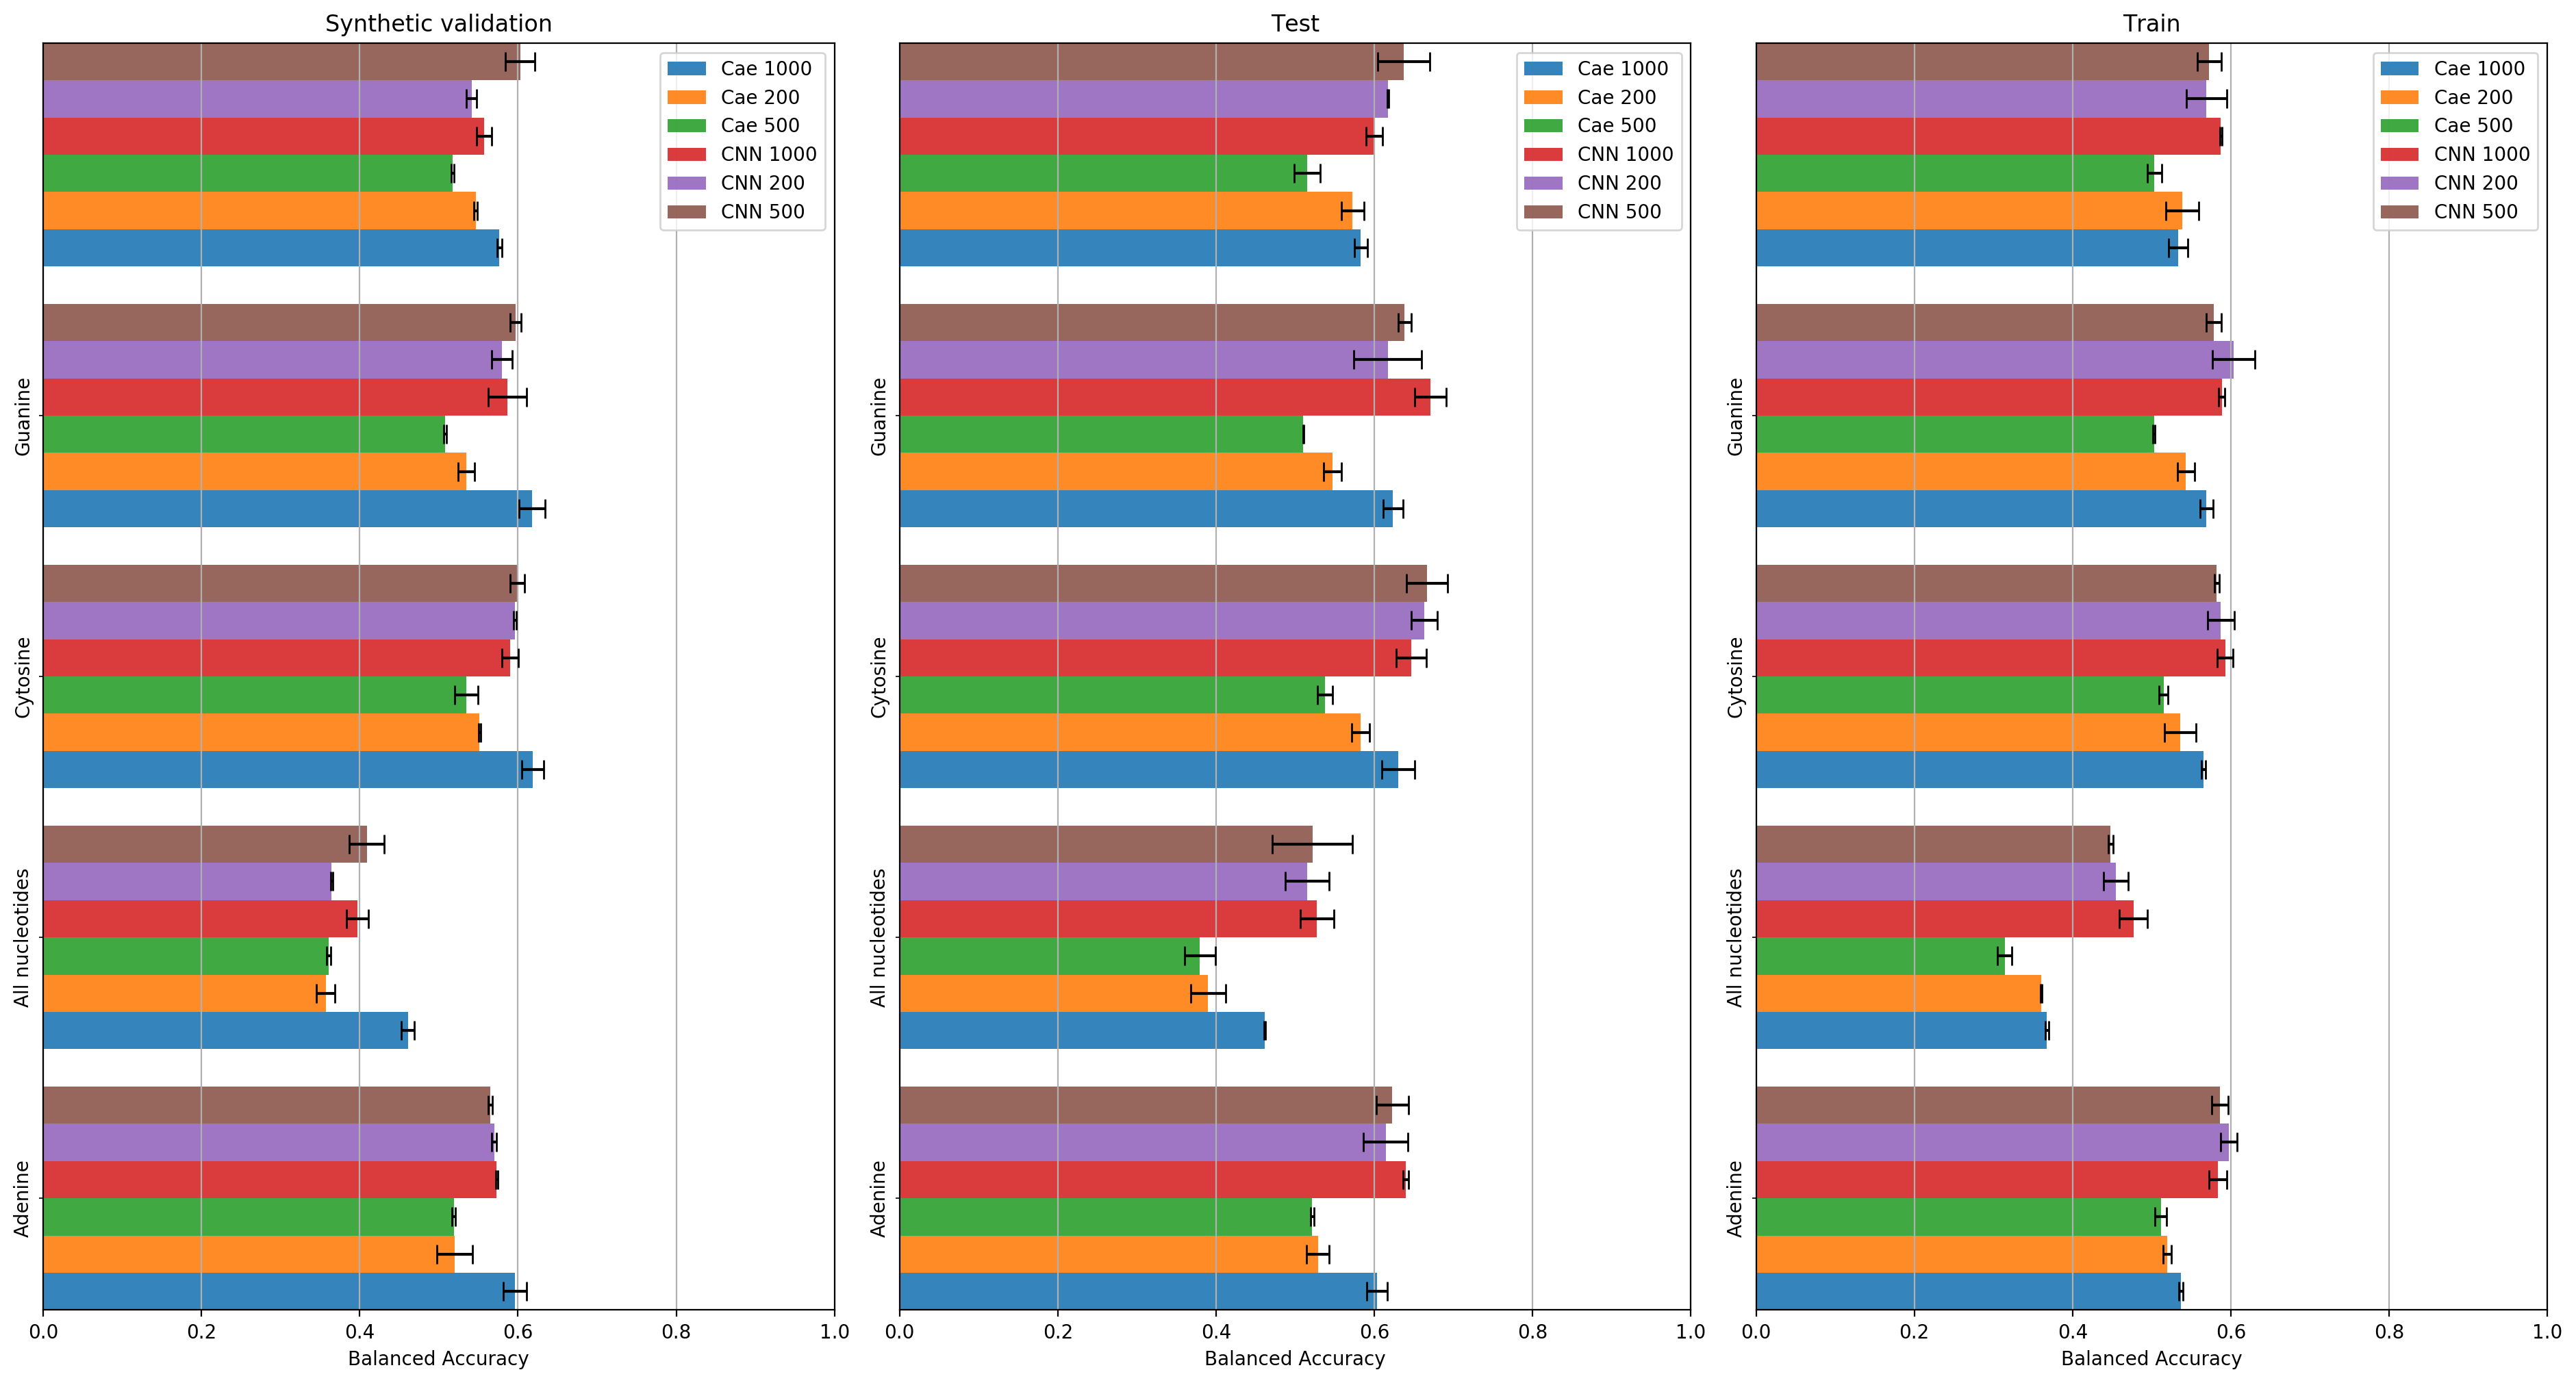 Synthetic validation
Cae 1000
Cae 200
Cae 500
CNN 1000
CNN 200
CNN 500
Guanine
Cytosine
All nucleotides
Adenine
0.0 0.2 0.4 0.6 0.8 1.0
Balanced Accuracy
Test
Cae 1000
Cae 200
Cae 500
CNN 1000
CNN 200
CNN 500
Guanine
Cytosine
All nucleotides
Adenine
0.0 0.2 0.4 0.6 0.8 1.0
Balanced Accuracy
Train
Cae 1000
Cae 200
Cae 500
CNN 1000
CNN 200
CNN 500
Guanine
Cytosine
All nucleotides
Adenine
0.0 0.2 0.4 0.6 0.8 1.0
Balanced Accuracy